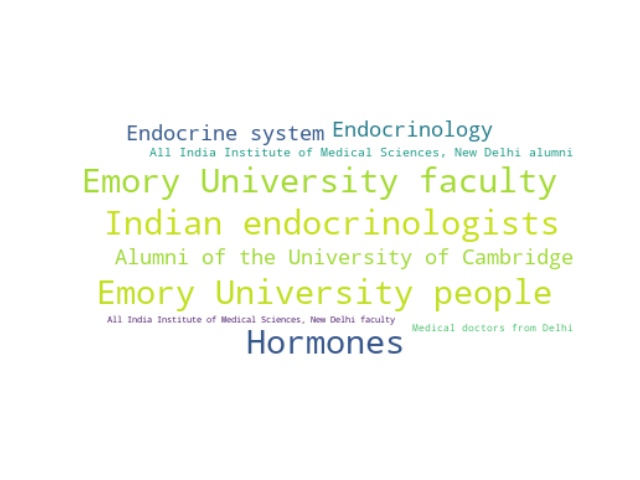 Endocrine system Endocrinology
All India Institute of Medical Sciences, New Delhi alumni
Emory University faculty
Indian endocrinologists
Alumni of the University of Cambridge
Emory University people
All India Institute of Medical Sciences, New Delhi faculty
Medical doctors from Delhi
Hormones